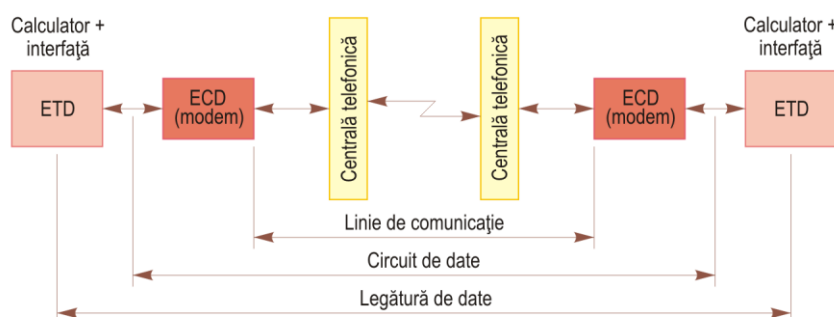 Calculator +
interfaţă
ETD
ECD
(modem)
Centrală telefonică
Centrală telefonică
ECD
(modem)
Calculator +
interfaţă
ETD
Linie de comunicaţie
Circuit de date
Legătură de date